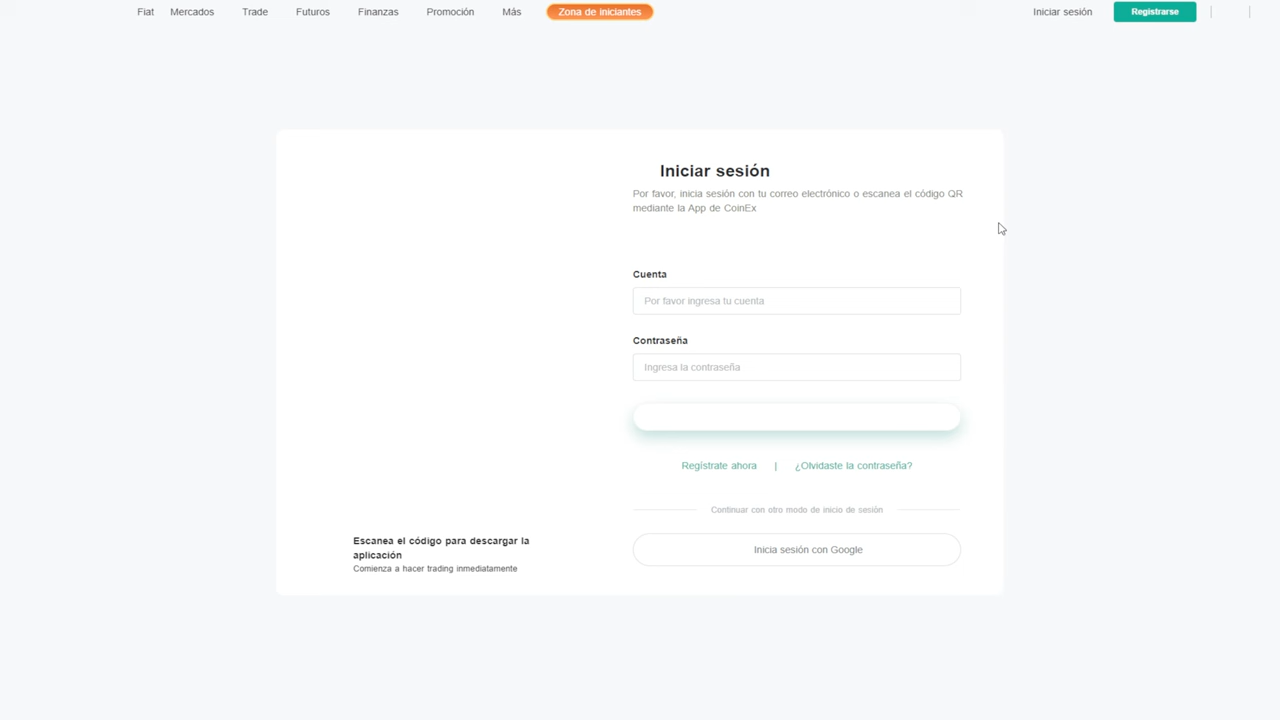 Fiat Mercados Trade Futuros Finanzas Promoción Más Zona de iniciantes Iniciar sesión Registrarse
Iniciar sesión
Por favor, inicia sesión con tu correo electrónico o escanea el código QR
mediante la App de CoinEx
Cuenta
Por favor ingresa tu cuenta
Contraseña
Ingresa la contraseña
Regístrate ahora | ¿Olvidaste la contraseña?
Continuar con otro modo de inicio de sesión
Inicia sesión con Google
Escanea el código para descargar la
aplicación
Comienza a hacer trading inmediatamente